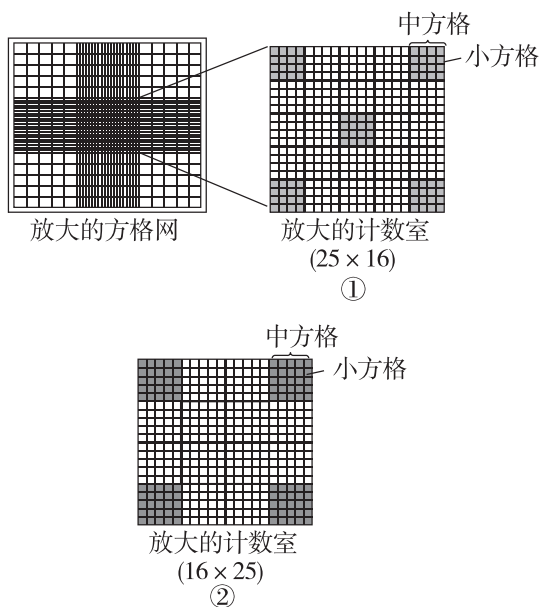 中方格
小方格
放大的方格网
放大的计数室
(25×16)
①
中方格
小方格
放大的计数室
(16×25)
②